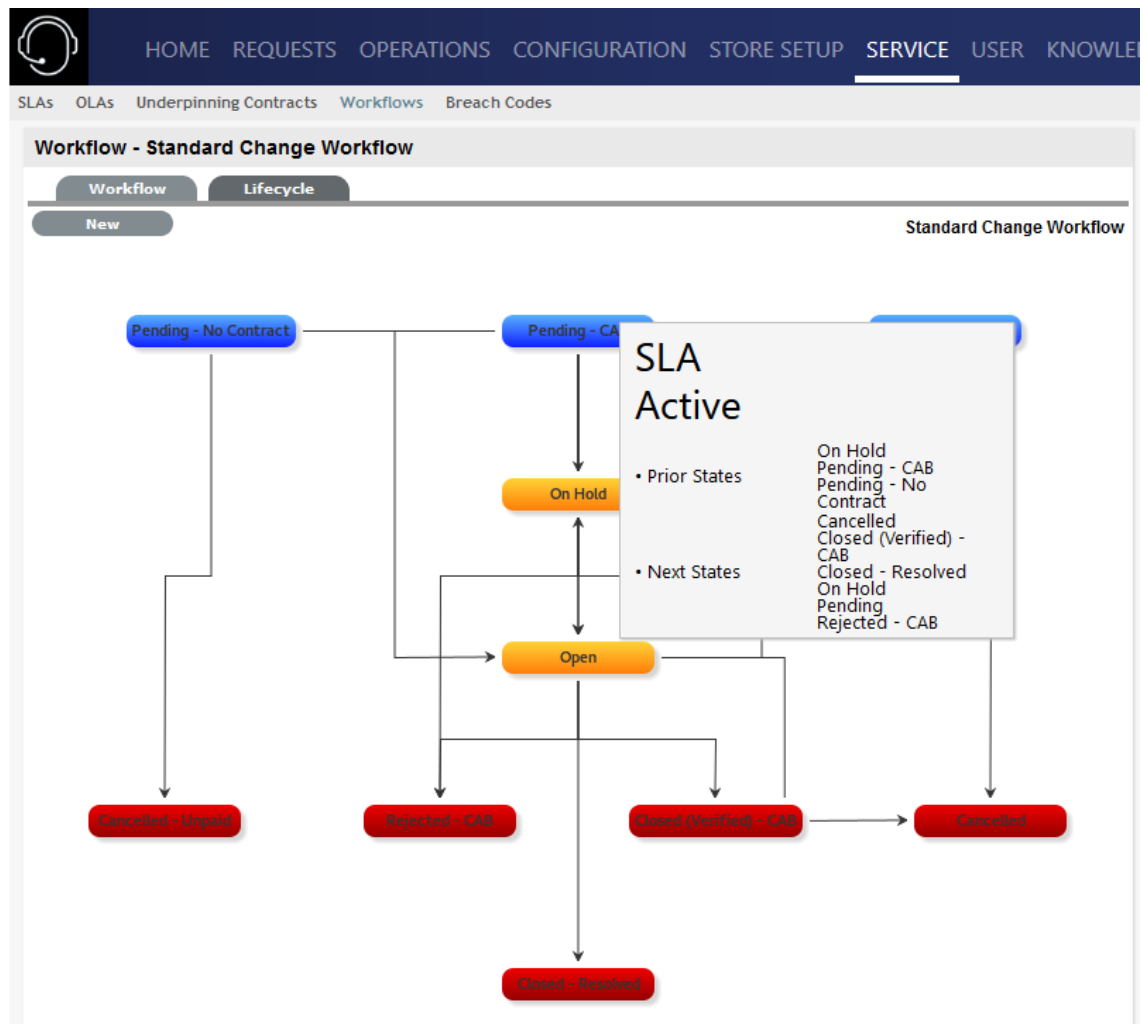 HOME REQUESTS OPERATIONS CONFIGURATION STORE SETUP SERVICE USER KNOWLE
SLAs OLAs Underpinning Contracts Workflows Breach Codes
Workflow - Standard Change Workflow
Workflow Lifecycle
New
Standard Change Workflow
Pending - No Contract
Pending - CA
SLA
Active
• Prior States
On Hold
Pending - CAB
Pending - No
Contract
• Next States
Cancelled
Closed (Verified) -
CAB
Closed - Resolved
On Hold
Pending
Rejected - CAB
On Hold
Open
Cancelled - Unpaid
Rejected - CAB
Closed (Verified) - CAB
Cancelled
Closed - Resolved